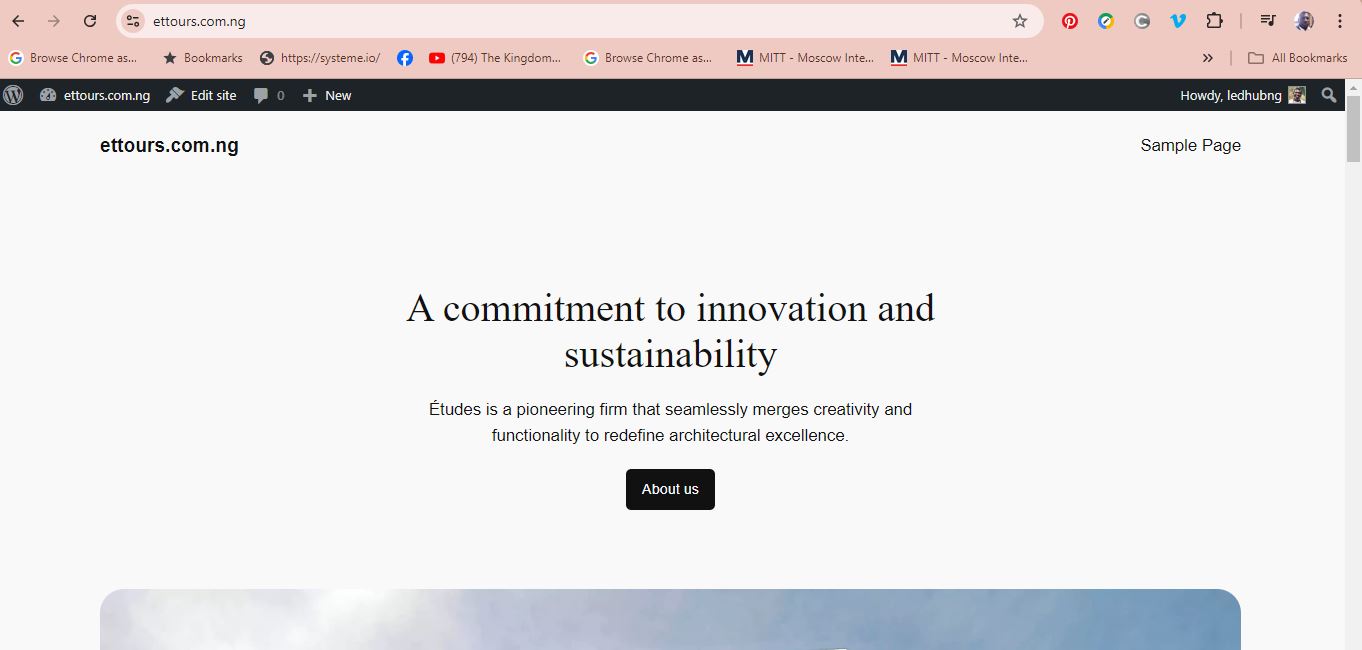 ettours.com.ng
Browse Chrome as... Bookmarks https://systeme.io/ (794) The Kingdom... Browse Chrome as... MITT - Moscow Inte... MITT - Moscow Inte... » All Bookmarks
ettours.com.ng Edit site 0 New Howdy, ledhubng
ettours.com.ng Sample Page
A commitment to innovation and
sustainability
Études is a pioneering firm that seamlessly merges creativity and
functionality to redefine architectural excellence.
About us